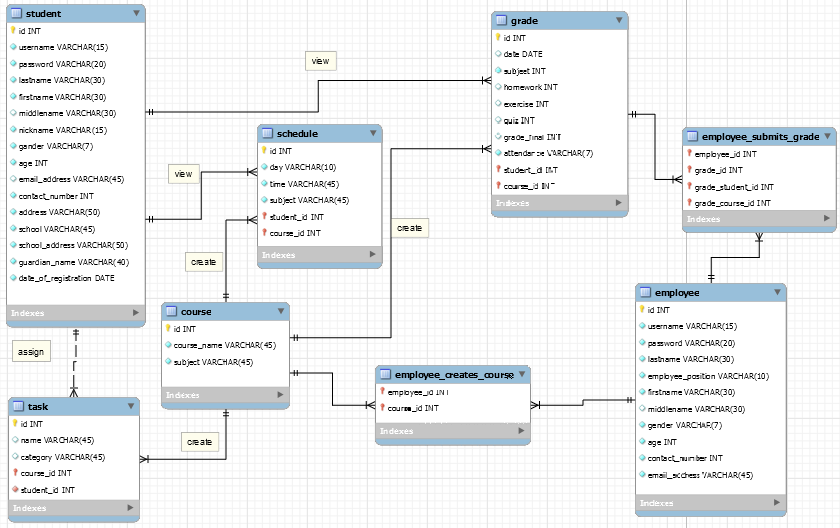 student
id INT
username VARCHAR(15)
password VARCHAR(20)
lastname VARCHAR(30)
firstname VARCHAR(30)
middlename VARCHAR(30)
nickname VARCHAR(15)
gender VARCHAR(7)
age INT
email_address VARCHAR(45)
contact_number INT
address VARCHAR(50)
school VARCHAR(45)
school_address VARCHAR(50)
guardian_name VARCHAR(40)
date_of_registration DATE
Indexes
view
view
schedule
id INT
day VARCHAR(10)
time VARCHAR(45)
subject VARCHAR(45)
student_id INT
course_id INT
Indexes
grade
id INT
date DATE
subject INT
homework INT
exercise INT
quiz INT
grade_final INT
attendance VARCHAR(7)
student_id INT
course_id INT
Indexes
employee_submits_grade
employee_id INT
grade_id INT
grade_student_id INT
grade_course_id INT
Indexes
create
create
course
id INT
course_name VARCHAR(45)
subject VARCHAR(45)
Indexes
employee
id INT
username VARCHAR(15)
password VARCHAR(20)
lastname VARCHAR(30)
employee_position VARCHAR(10)
firstname VARCHAR(30)
middlename VARCHAR(30)
gender VARCHAR(7)
age INT
contact_number INT
email_address VARCHAR(45)
Indexes
assign
employee_creates_course
employee_id INT
course_id INT
Indexes
task
id INT
name VARCHAR(45)
category VARCHAR(45)
course_id INT
student_id INT
Indexes
create